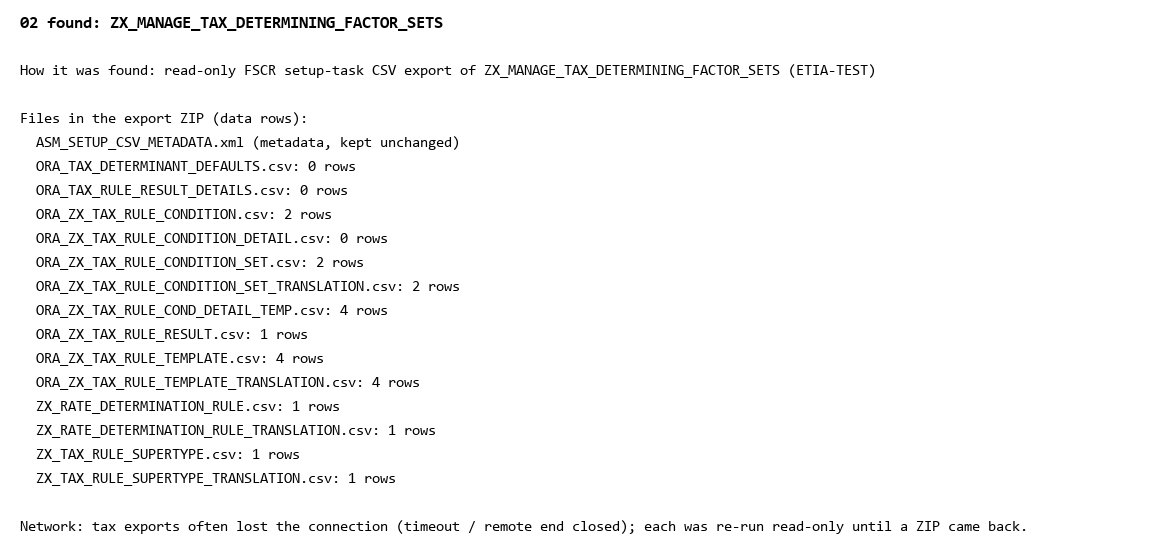 02 found: ZX_MANAGE_TAX_DETERMINING_FACTOR_SETS
How it was found: read-only FSCR setup-task CSV export of ZX_MANAGE_TAX_DETERMINING_FACTOR_SETS (ETIA-TEST)
Files in the export ZIP (data rows):
ASM_SETUP_CSV_METADATA.xml (metadata, kept unchanged)
ORA_TAX_DETERMINANT_DEFAULTS.csv: 0 rows
ORA_TAX_RULE_RESULT_DETAILS.csv: 0 rows
ORA_ZX_TAX_RULE_CONDITION.csv: 2 rows
ORA_ZX_TAX_RULE_CONDITION_DETAIL.csv: 0 rows
ORA_ZX_TAX_RULE_CONDITION_SET.csv: 2 rows
ORA_ZX_TAX_RULE_CONDITION_SET_TRANSLATION.csv: 2 rows
ORA_ZX_TAX_RULE_COND_DETAIL_TEMP.csv: 4 rows
ORA_ZX_TAX_RULE_RESULT.csv: 1 rows
ORA_ZX_TAX_RULE_TEMPLATE.csv: 4 rows
ORA_ZX_TAX_RULE_TEMPLATE_TRANSLATION.csv: 4 rows
ZX_RATE_DETERMINATION_RULE.csv: 1 rows
ZX_RATE_DETERMINATION_RULE_TRANSLATION.csv: 1 rows
ZX_TAX_RULE_SUPERTYPE.csv: 1 rows
ZX_TAX_RULE_SUPERTYPE_TRANSLATION.csv: 1 rows
Network: tax exports often lost the connection (timeout / remote end closed); each was re-run read-only until a ZIP came back.